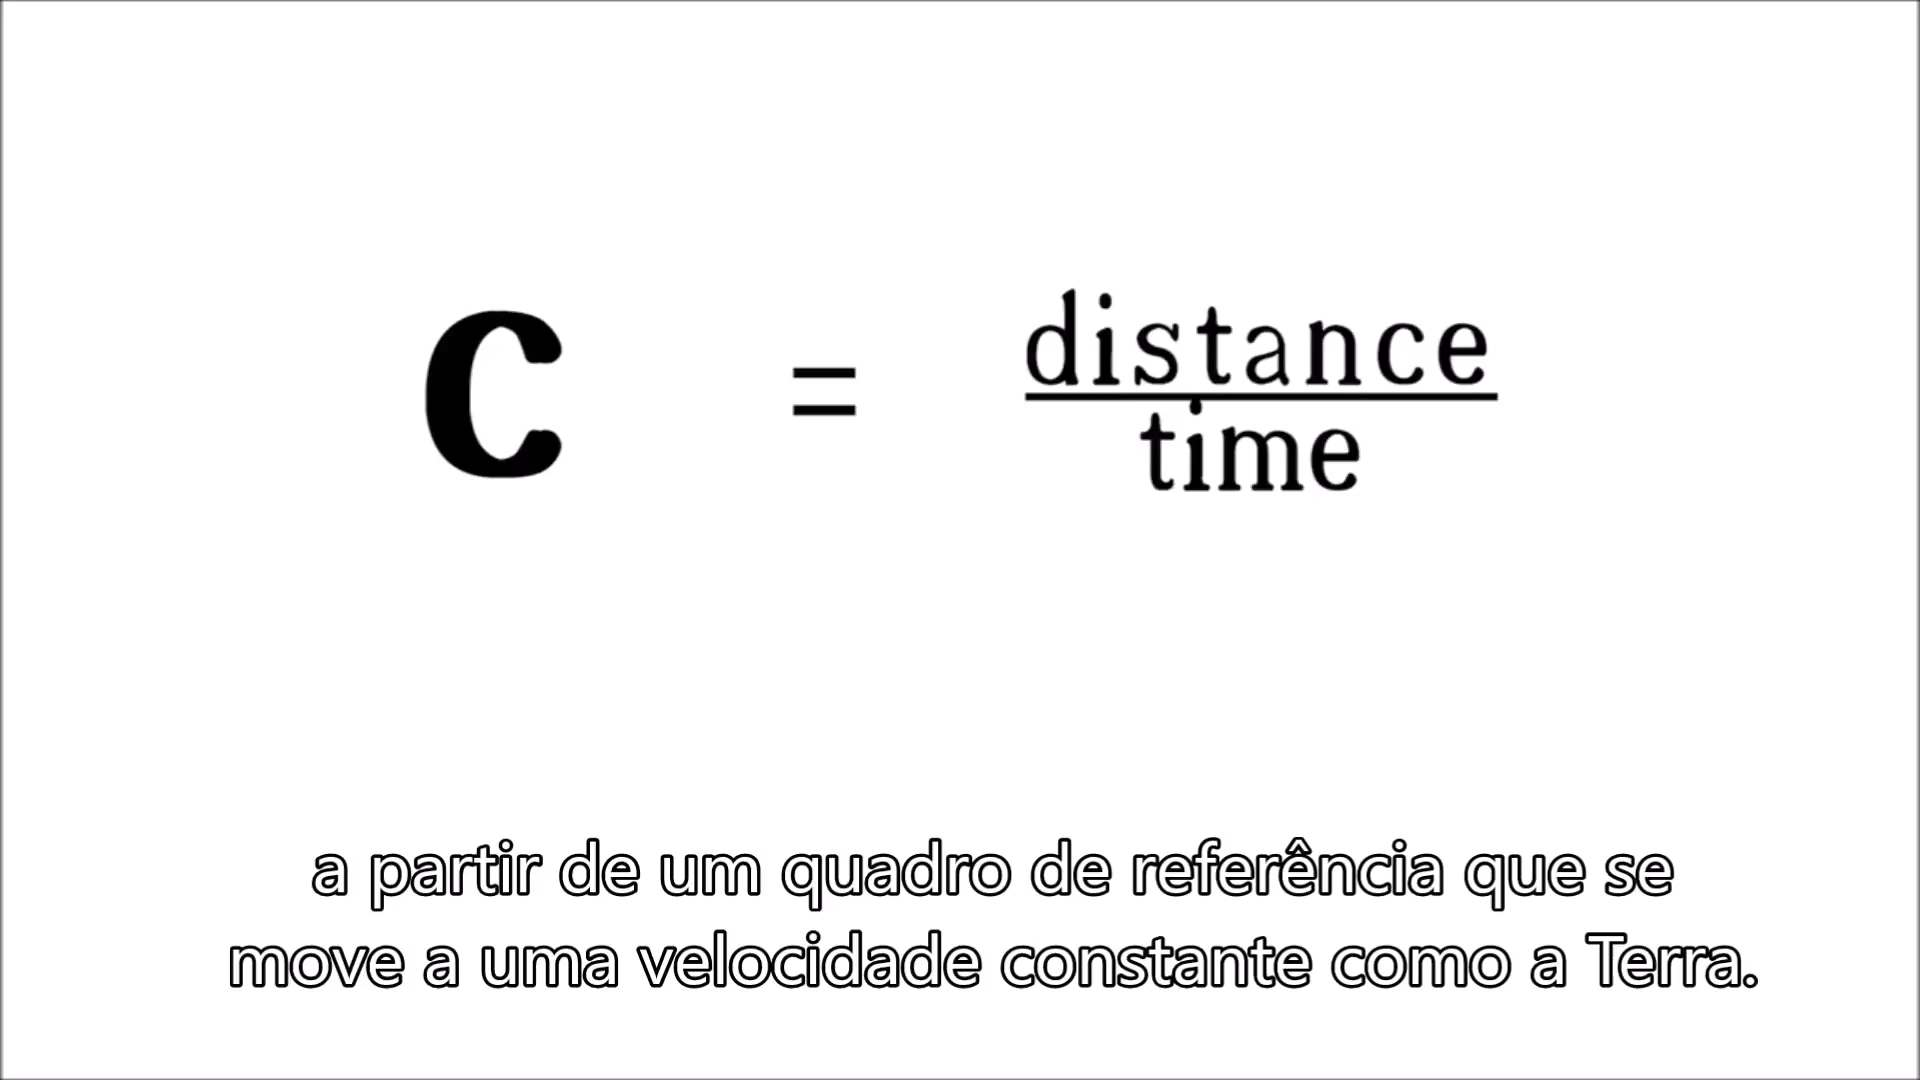 c = distance
time
a partir de um quadro de referência que se
move a uma velocidade constante como a Terra.